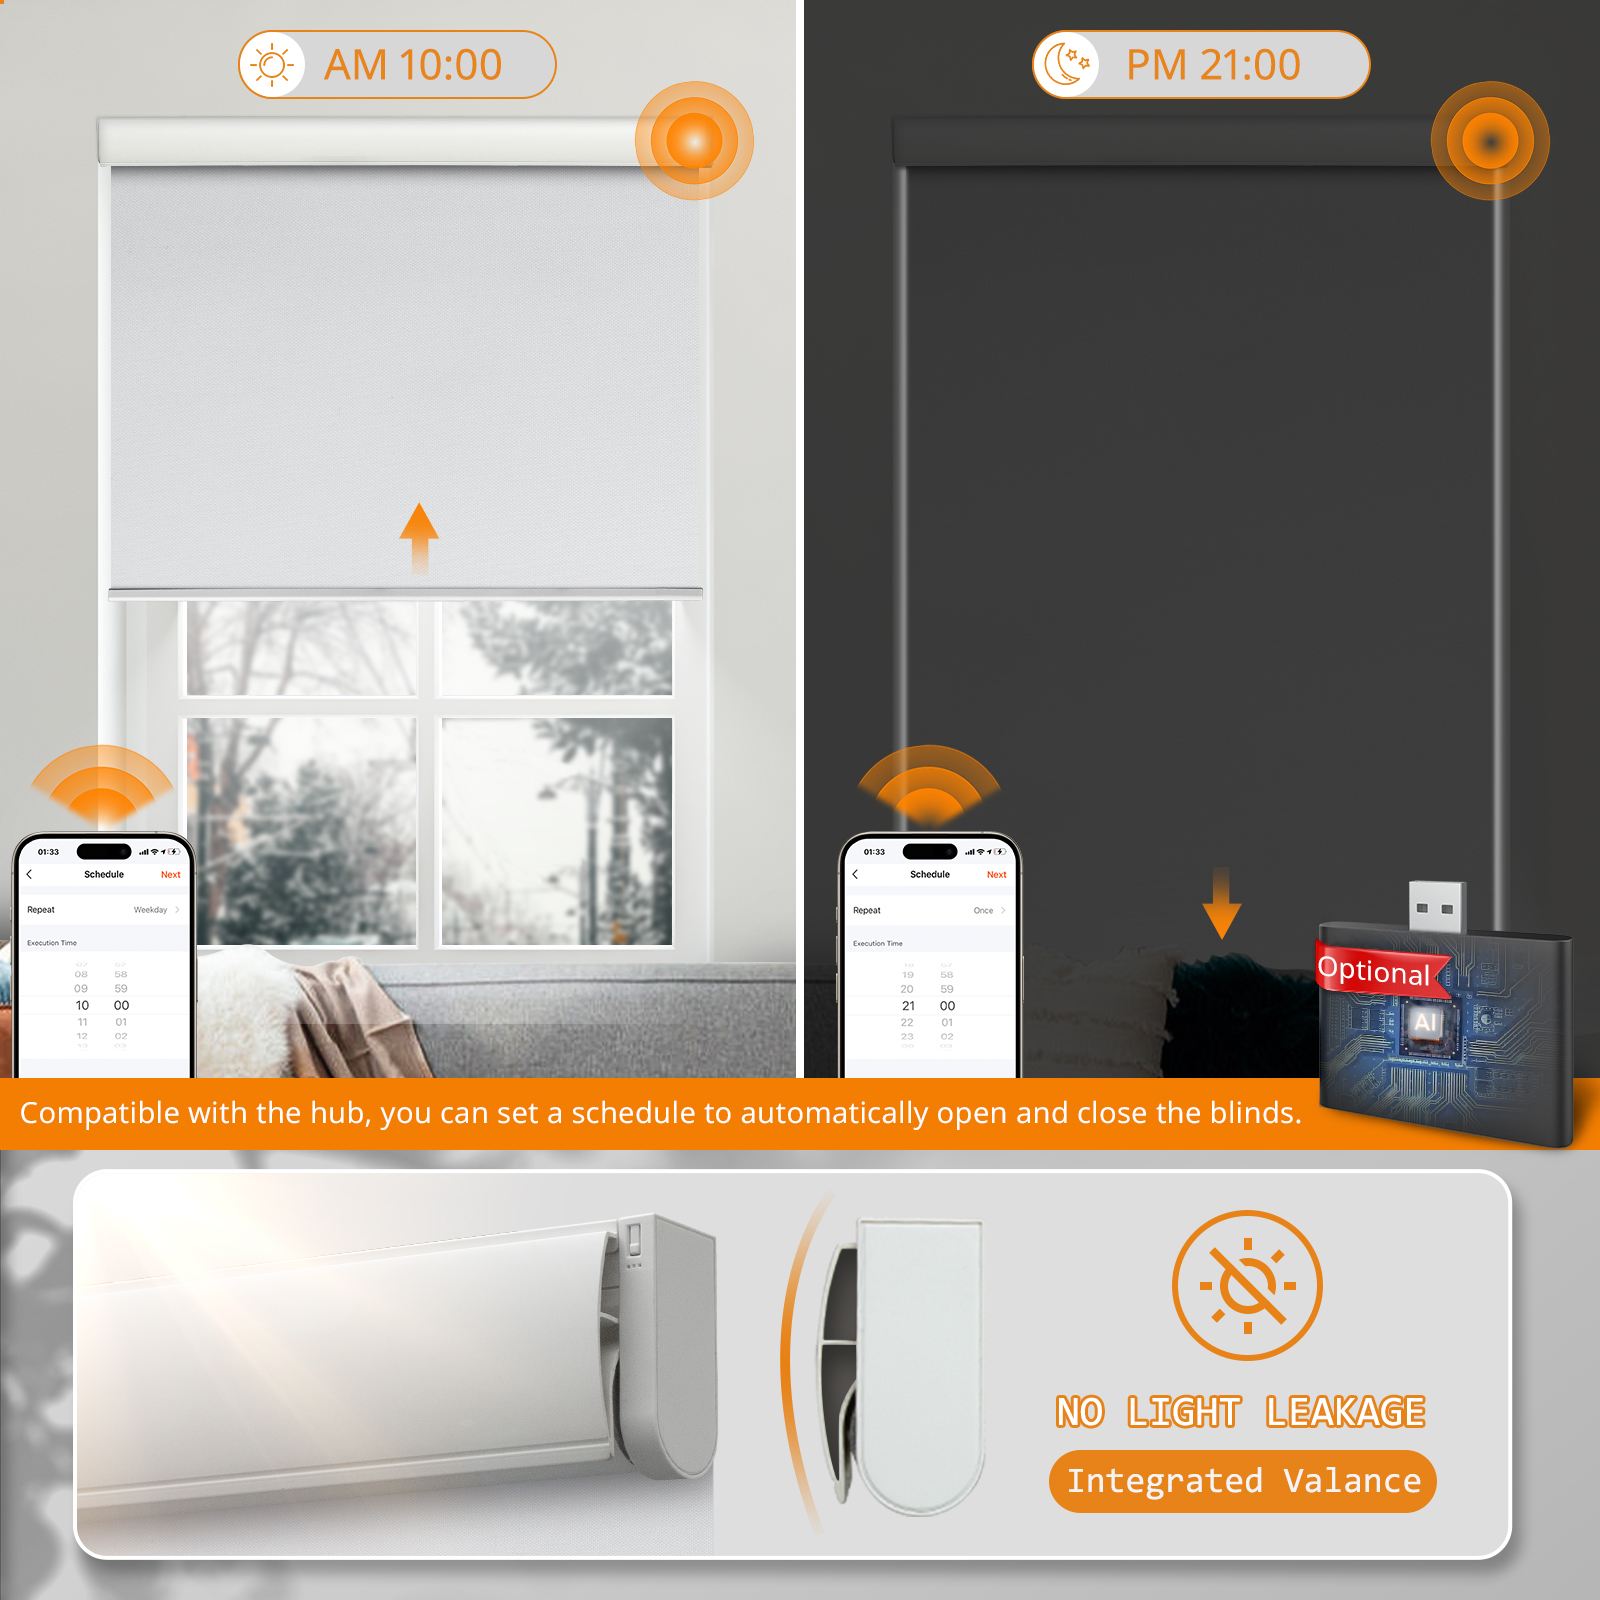 AM 10:00
PM 21:00
01:33
Schedule
Next
Repeat
Weekday
Execution Time
08 58
09 59
10 00
11 01
12 02
01:33
Schedule
Next
Repeat
Once
Execution Time
19 58
20 59
21 00
22 01
23 02
Optional
AI
Compatible with the hub, you can set a schedule to automatically open and close the blinds.
NO LIGHT LEAKAGE
Integrated Valance